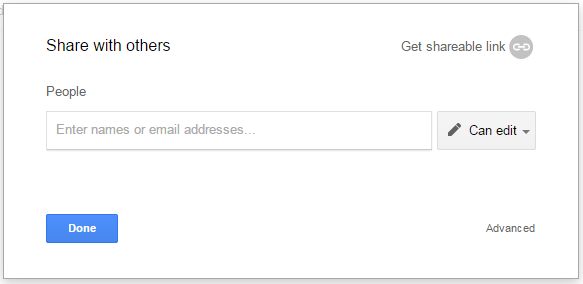 Share with others
Get shareable link
People
Enter names or email addresses...
Can edit
Done
Advanced